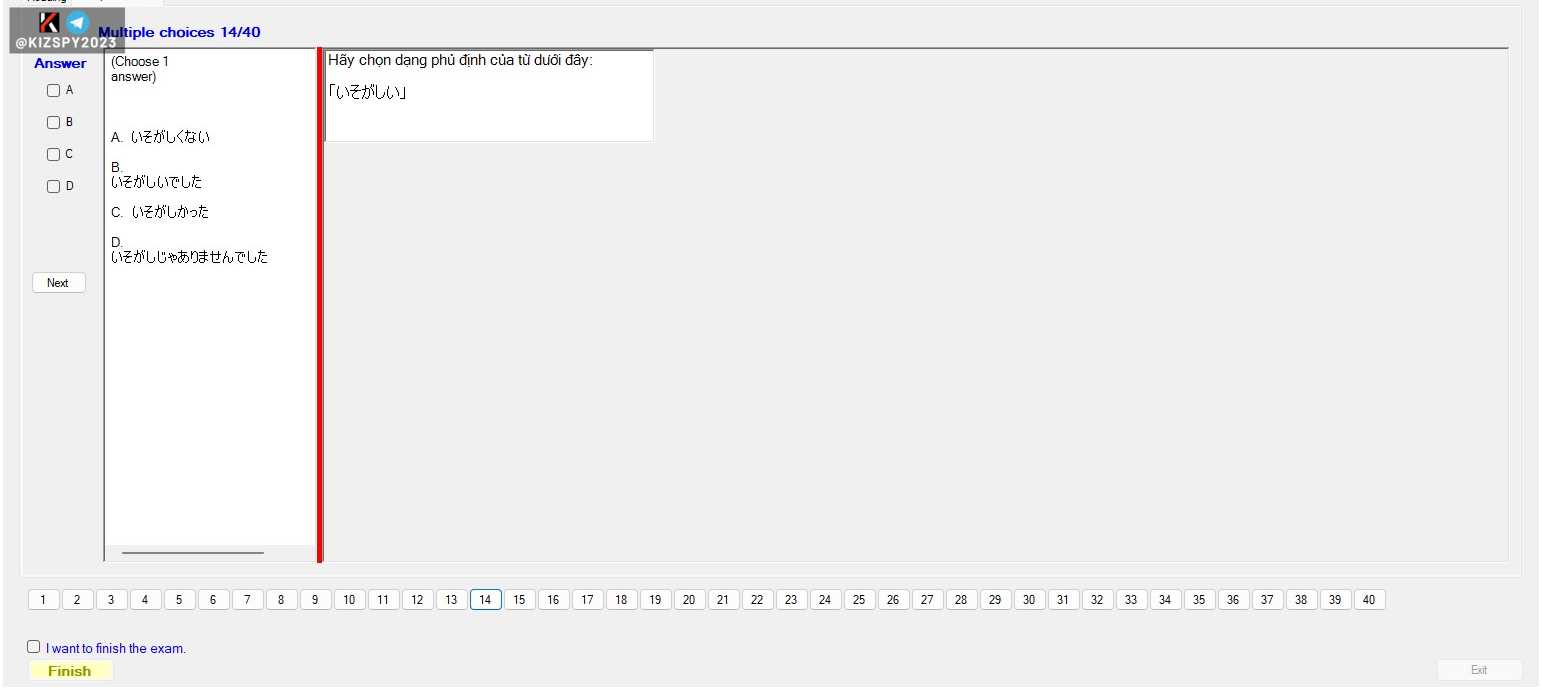 @KIZSPY2023
Multiple choices 14/40
Answer
A
B
C
D
Next
(Choose 1
answer)
A. いそがしくない
B.
いそがしいでした
C. いそがしかった
D.
いそがしじゃありませんでした
Hãy chọn dạng phủ định của từ dưới đây:
「いそがしい」
1 2 3 4 5 6 7 8 9 10 11 12 13 14 15 16 17 18 19 20 21 22 23 24 25 26 27 28 29 30 31 32 33 34 35 36 37 38 39 40
I want to finish the exam.
Finish
Exit